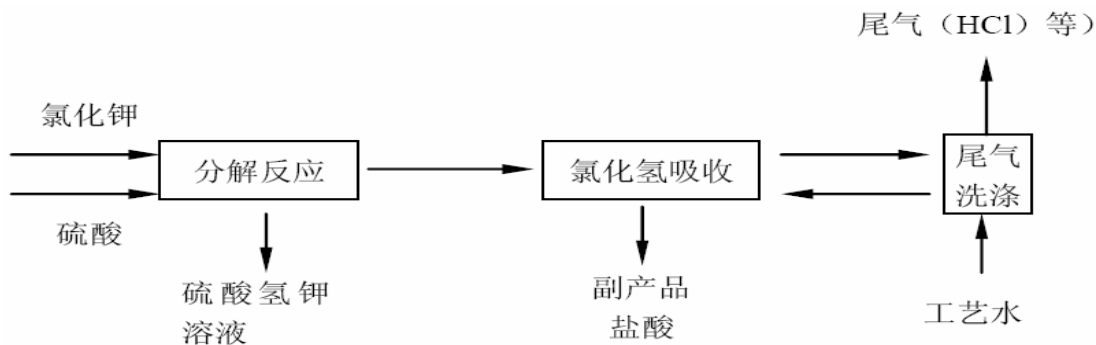 尾气（HCl）等）
氯化钾
分解反应
氯化氢吸收
尾气
洗涤
硫酸
硫酸氢钾
溶液
副产品
盐酸
工艺水